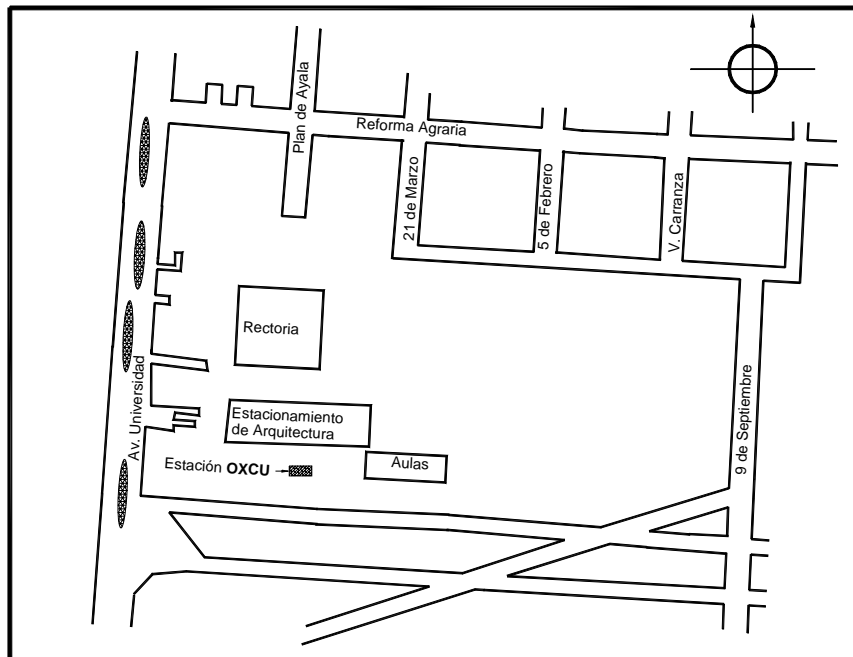 Plan de Ayala
Reforma Agraria
21 de Marzo
5 de Febrero
V. Carranza
Rectoria
Av. Universidad
Estacionamiento
de Arquitectura
9 de Septiembre
Aulas
Estación OXCU